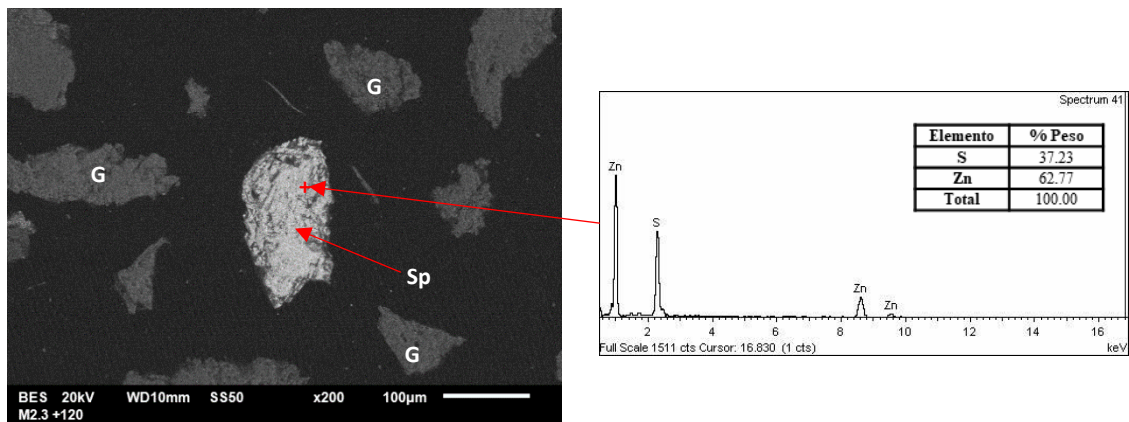 G
G
Sp
G
BES 20kV WD10mm SS50 x200 100µm
M2.3 +120
Spectrum 41
Elemento % Peso
S 37.23
Zn 62.77
Total 100.00
Zn
S
Zn
Zn
2 4 6 8 10 12 14 16
Full Scale 1511 cts Cursor: 16.830 (1 cts) keV